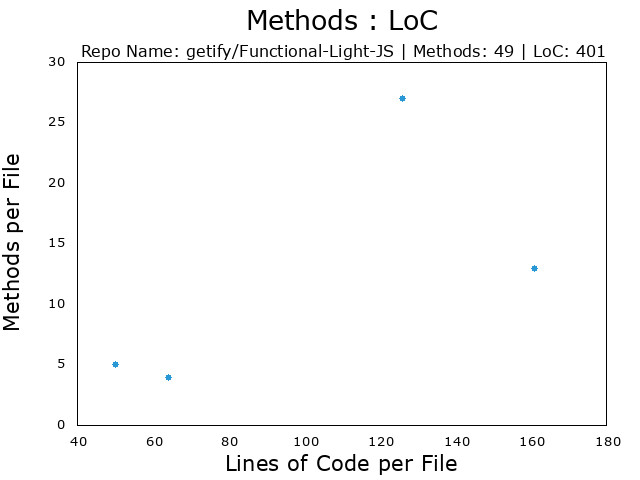 Methods : LoC
Repo Name: getify/Functional-Light-JS | Methods: 49 | LoC: 401
30
25
20
15
10
5
0
Methods per File
40 60 80 100 120 140 160 180
Lines of Code per File